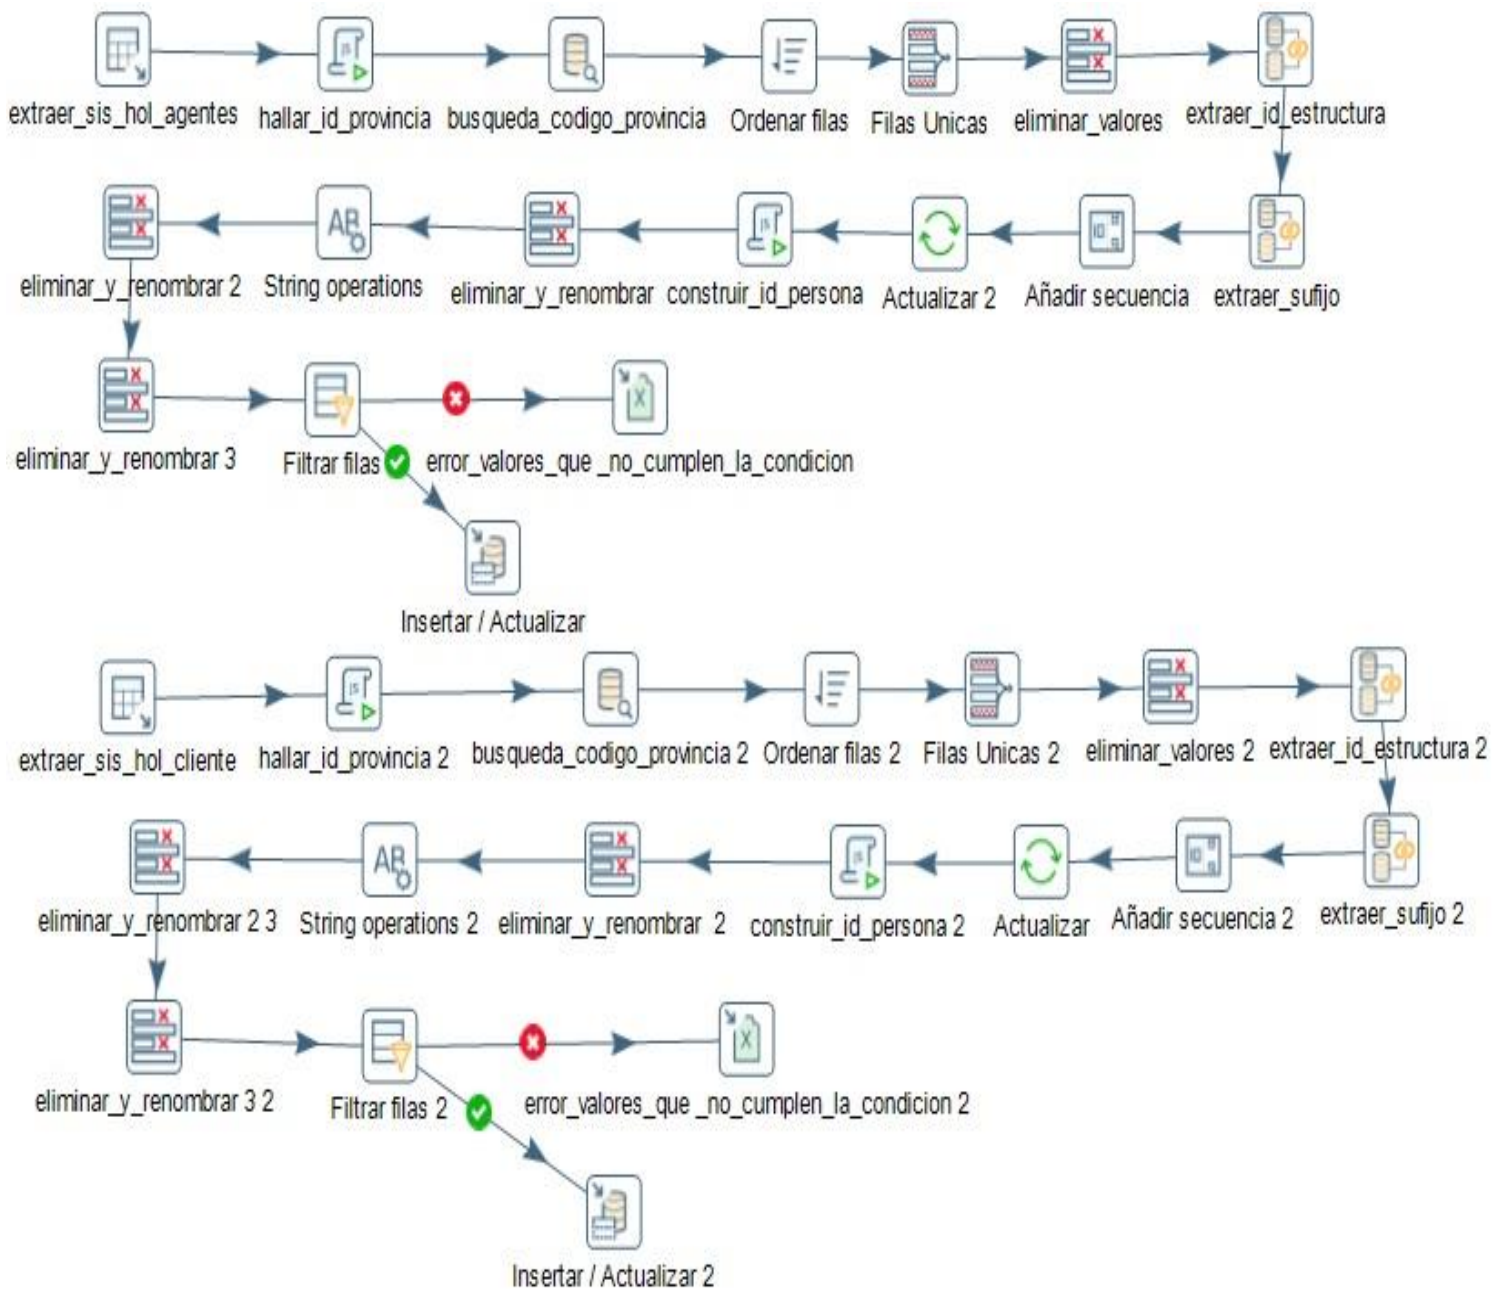 extraer_sis_hol_agentes
hallar_id_provincia
busqueda_codigo_provincia
Ordenar filas
Filas Unicas
eliminar_valores
extraer_id_estructura
eliminar_y_renombrar 2
String operations
eliminar_y_renombrar
construir_id_persona
Actualizar 2
Añadir secuencia
extraer_sufijo
eliminar_y_renombrar 3
Filtrar filas
error_valores_que _no_cumplen_la_condicion
Insertar / Actualizar
extraer_sis_hol_cliente
hallar_id_provincia 2
busqueda_codigo_provincia 2
Ordenar filas 2
Filas Unicas 2
eliminar_valores 2
extraer_id_estructura 2
eliminar_y_renombrar 2 3
String operations 2
eliminar_y_renombrar  2
construir_id_persona 2
Actualizar
Añadir secuencia 2
extraer_sufijo 2
eliminar_y_renombrar 3 2
Filtrar filas 2
error_valores_que _no_cumplen_la_condicion 2
Insertar / Actualizar 2